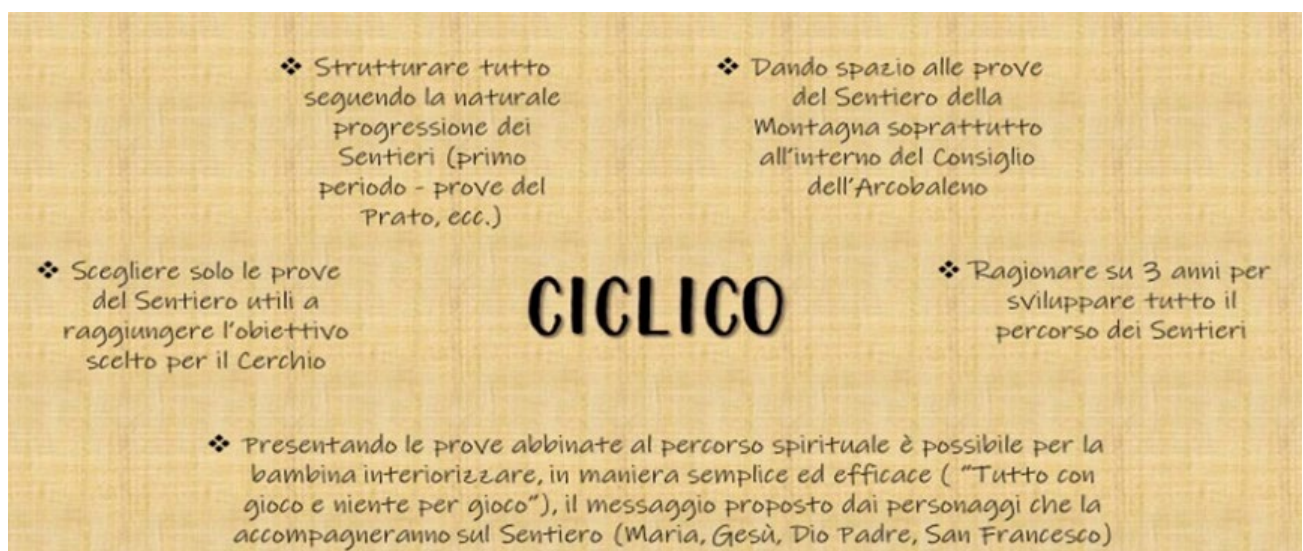 ❖ Strutturare tutto
seguendo la naturale
progressione dei
Sentieri (primo
periodo - prove del
Prato, ecc.)
❖ Dando spazio alle prove
del Sentiero della
Montagna soprattutto
all'interno del Consiglio
dell'Arcobaleno
❖ Scegliere solo le prove
del Sentiero utili a
raggiungere l'obiettivo
scelto per il Cerchio
CICLICO
❖ Ragionare su 3 anni per
sviluppare tutto il
percorso dei Sentieri
❖ Presentando le prove abbinate al percorso spirituale è possibile per la
bambina interiorizzare, in maniera semplice ed efficace ( "Tutto con
gioco e niente per gioco"), il messaggio proposto dai personaggi che la
accompagneranno sul Sentiero (Maria, Gesù, Dio Padre, San Francesco)